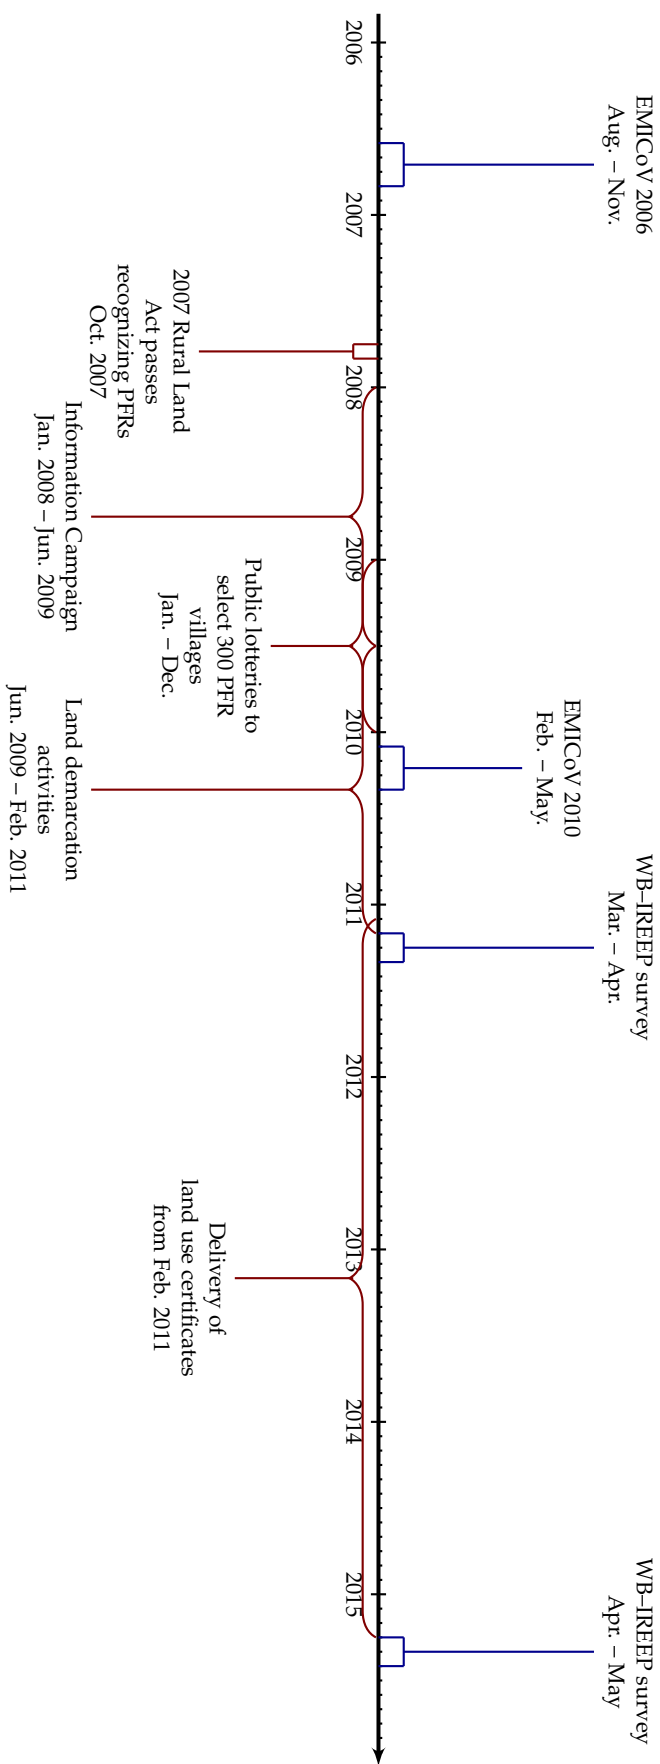 EMICoV 2006
Aug. – Nov.
EMICoV 2010
Feb. – May.
WB–IREEP survey
Mar. – Apr.
WB–IREEP survey
Apr. – May
2006
2007
2008
2009
2010
2011
2012
2013
2014
2015
2007 Rural Land
Act passes
recognizing PFRs
Oct. 2007
Information Campaign
Jan. 2008 – Jun. 2009
Public lotteries to
select 300 PFR
villages
Jan. – Dec.
Land demarcation
activities
Jun. 2009 – Feb. 2011
Delivery of
land use certificates
from Feb. 2011